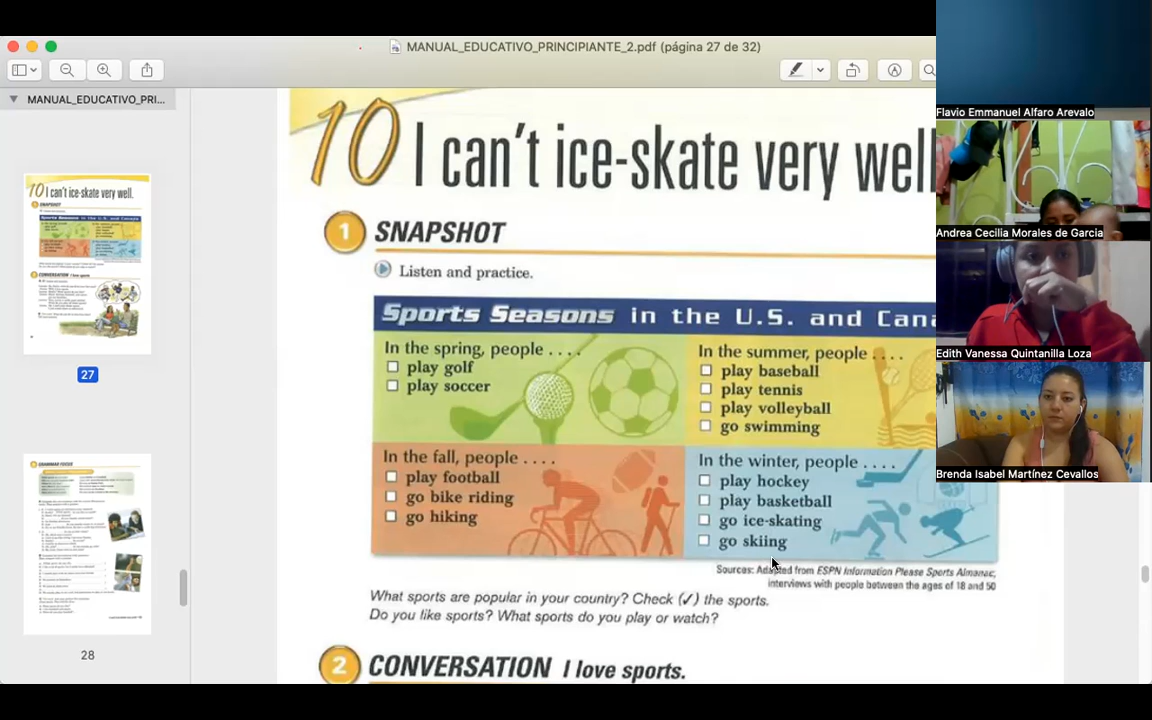 MANUAL_EDUCATIVO_PRINCIPIANTE_2.pdf (página 27 de 32)
MANUAL_EDUCATIVO_PRI...
27
28
10 I can't ice-skate very well
1 SNAPSHOT
Listen and practice.
Sports Seasons in the U.S. and Cana
In the spring, people ....
play golf
play soccer
In the summer, people ....
play baseball
play tennis
play volleyball
go swimming
In the fall, people ....
play football
go bike riding
go hiking
In the winter, people ....
play hockey
play basketball
go ice-skating
go skiing
Sources: Adapted from ESPN Information Please Sports Almanac,
interviews with people between the ages of 18 and 50
What sports are popular in your country? Check (✓) the sports.
Do you like sports? What sports do you play or watch?
2 CONVERSATION I love sports.
Flavio Emmanuel Alfaro Arevalo
Andrea Cecilia Morales de Garcia
Edith Vanessa Quintanilla Loza
Brenda Isabel Martínez Cevallos